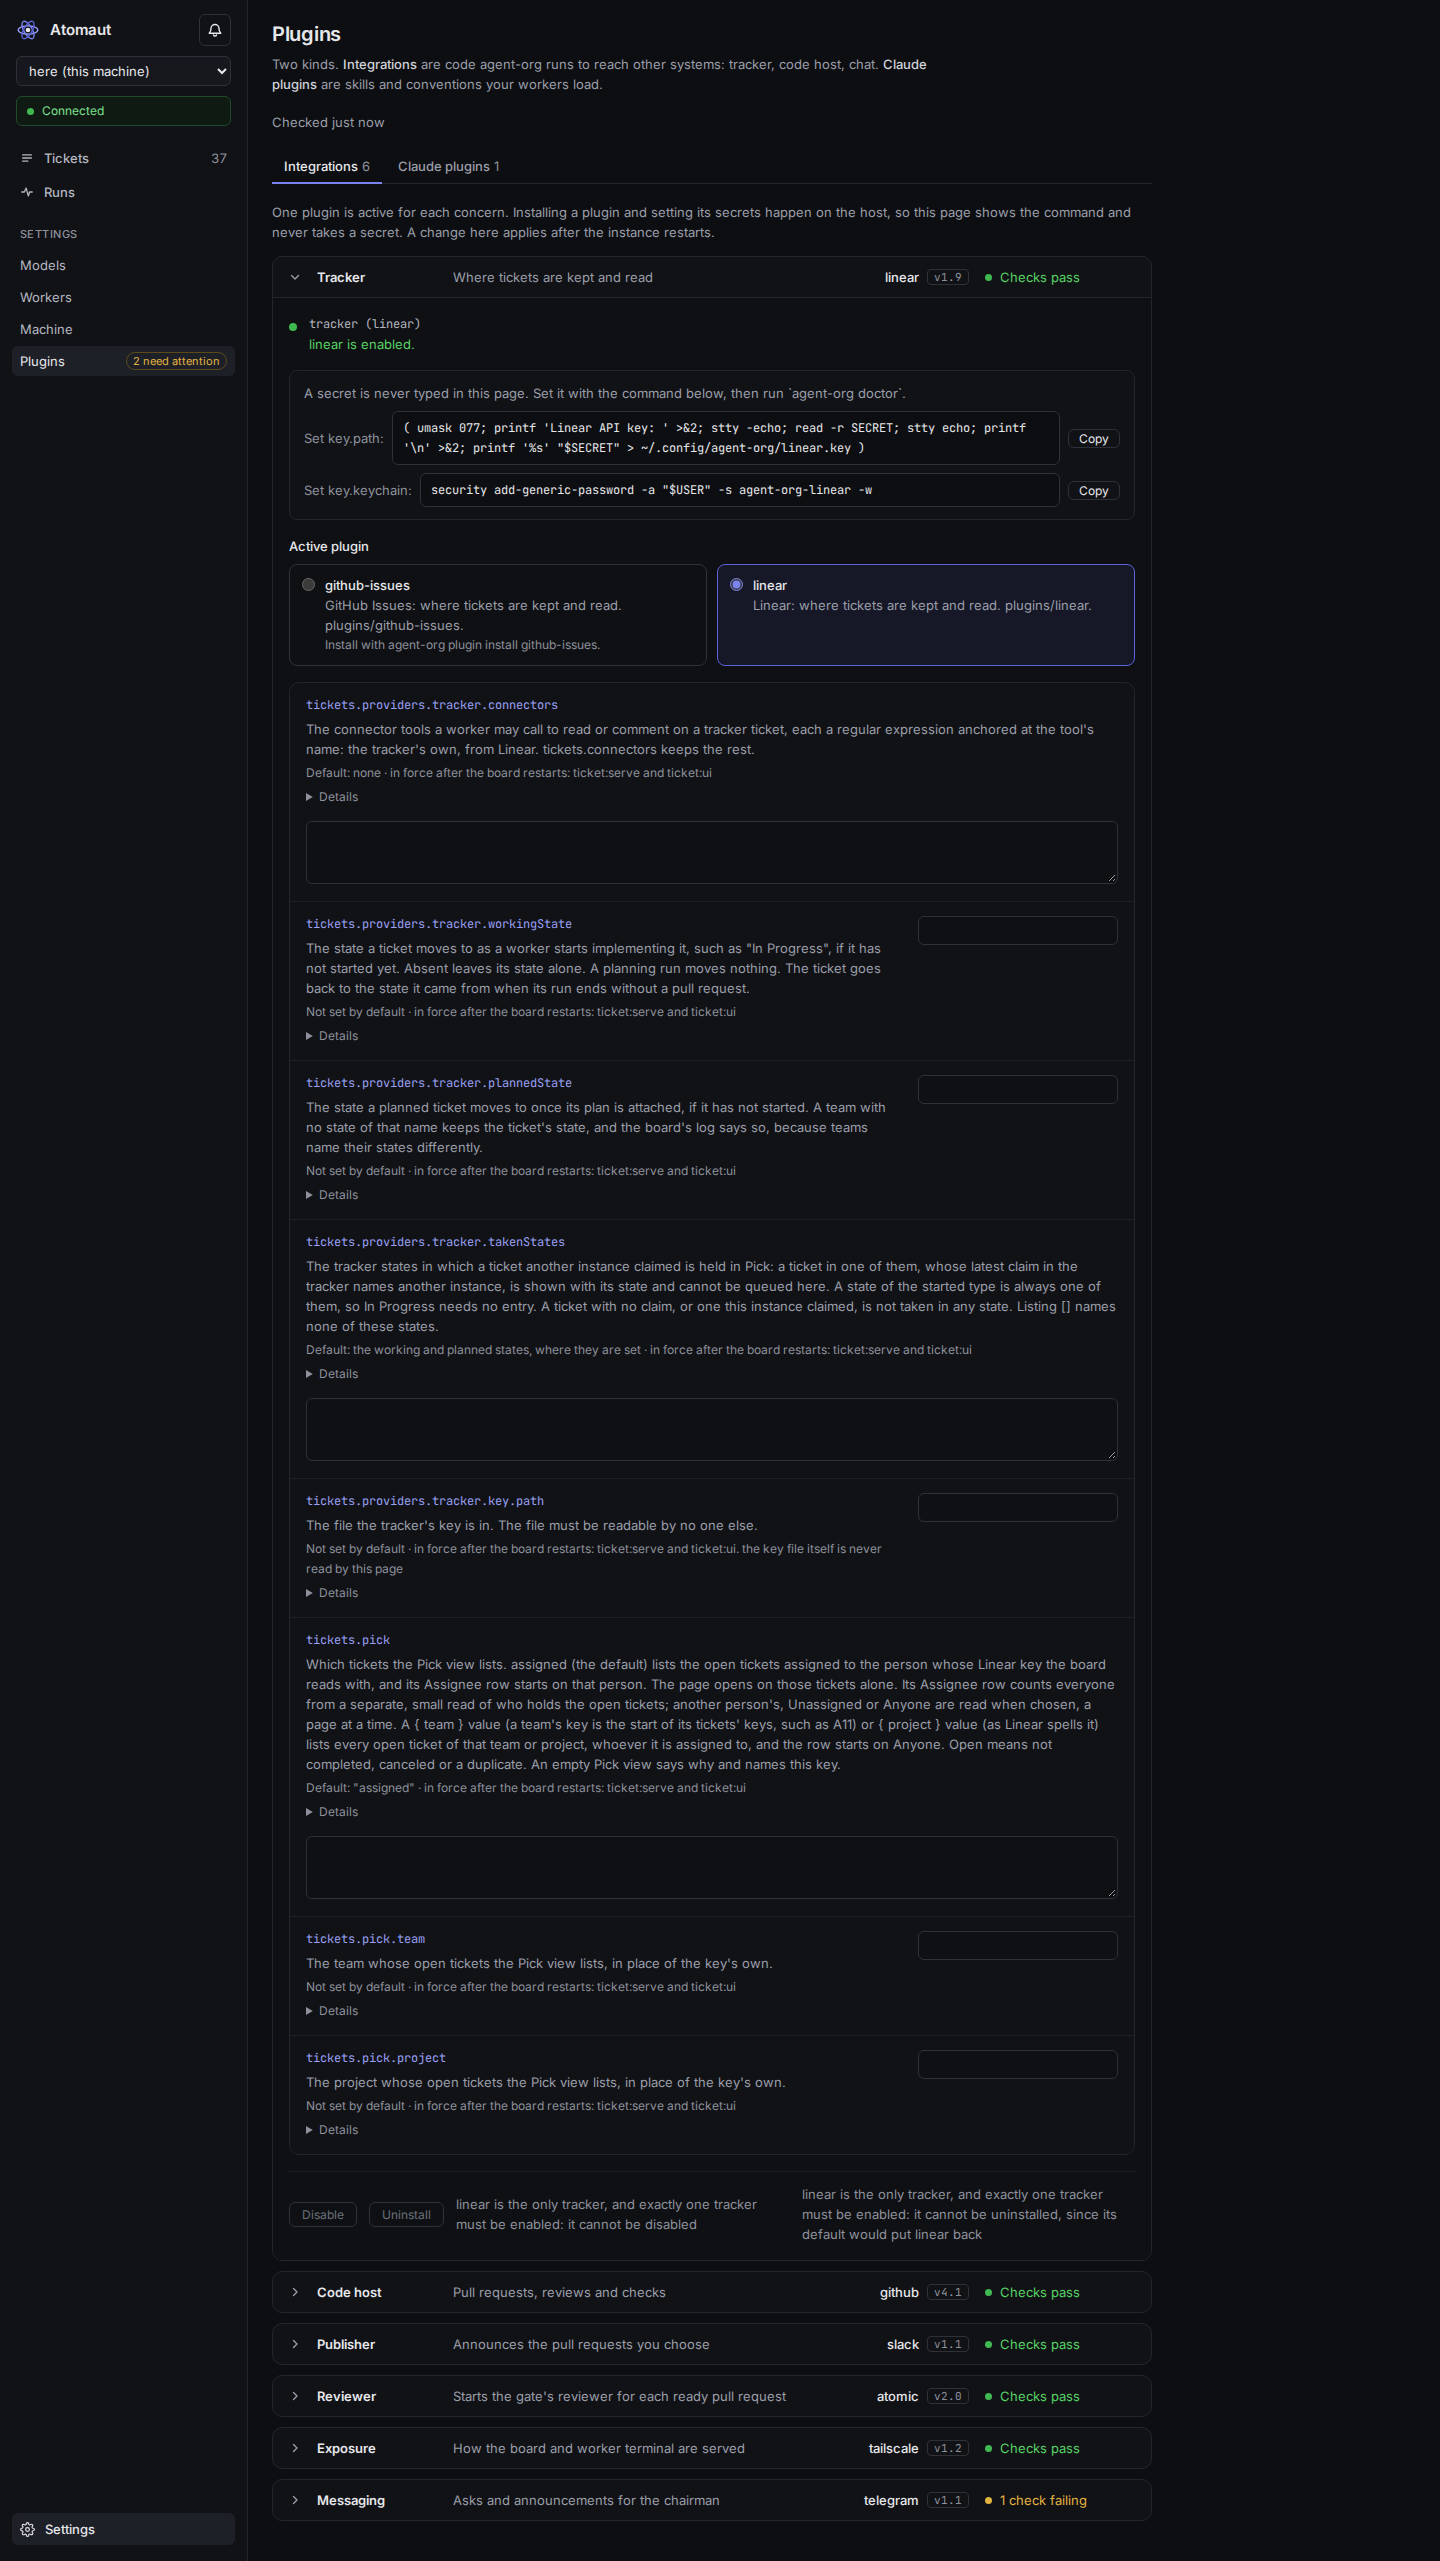 Atomaut
here (this machine)
Connected
Tickets 37
Runs
SETTINGS
Models
Workers
Machine
Plugins 2 need attention
Settings
Plugins
Two kinds. Integrations are code agent-org runs to reach other systems: tracker, code host, chat. Claude
plugins are skills and conventions your workers load.
Checked just now
Integrations 6 Claude plugins 1
One plugin is active for each concern. Installing a plugin and setting its secrets happen on the host, so this page shows the command and
never takes a secret. A change here applies after the instance restarts.
Tracker Where tickets are kept and read linear v1.9 Checks pass
tracker (linear)
linear is enabled.
A secret is never typed in this page. Set it with the command below, then run `agent-org doctor`.
Set key.path: ( umask 077; printf 'Linear API key: ' >&2; stty -echo; read -r SECRET; stty echo; printf
'\n' >&2; printf '%s' "$SECRET" > ~/.config/agent-org/linear.key ) Copy
Set key.keychain: security add-generic-password -a "$USER" -s agent-org-linear -w Copy
Active plugin
github-issues
GitHub Issues: where tickets are kept and read.
plugins/github-issues.
Install with agent-org plugin install github-issues.
linear
Linear: where tickets are kept and read. plugins/linear.
tickets.providers.tracker.connectors
The connector tools a worker may call to read or comment on a tracker ticket, each a regular expression anchored at the tool's
name: the tracker's own, from Linear. tickets.connectors keeps the rest.
Default: none · in force after the board restarts: ticket:serve and ticket:ui
Details
tickets.providers.tracker.workingState
The state a ticket moves to as a worker starts implementing it, such as "In Progress", if it has
not started yet. Absent leaves its state alone. A planning run moves nothing. The ticket goes
back to the state it came from when its run ends without a pull request.
Not set by default · in force after the board restarts: ticket:serve and ticket:ui
Details
tickets.providers.tracker.plannedState
The state a planned ticket moves to once its plan is attached, if it has not started. A team with
no state of that name keeps the ticket's state, and the board's log says so, because teams
name their states differently.
Not set by default · in force after the board restarts: ticket:serve and ticket:ui
Details
tickets.providers.tracker.takenStates
The tracker states in which a ticket another instance claimed is held in Pick: a ticket in one of them, whose latest claim in the
tracker names another instance, is shown with its state and cannot be queued here. A state of the started type is always one of
them, so In Progress needs no entry. A ticket with no claim, or one this instance claimed, is not taken in any state. Listing [] names
none of these states.
Default: the working and planned states, where they are set · in force after the board restarts: ticket:serve and ticket:ui
Details
tickets.providers.tracker.key.path
The file the tracker's key is in. The file must be readable by no one else.
Not set by default · in force after the board restarts: ticket:serve and ticket:ui. the key file itself is never
read by this page
Details
tickets.pick
Which tickets the Pick view lists. assigned (the default) lists the open tickets assigned to the person whose Linear key the board
reads with, and its Assignee row starts on that person. The page opens on those tickets alone. Its Assignee row counts everyone
from a separate, small read of who holds the open tickets; another person's, Unassigned or Anyone are read when chosen, a
page at a time. A { team } value (a team's key is the start of its tickets' keys, such as A11) or { project } value (as Linear spells it)
lists every open ticket of that team or project, whoever it is assigned to, and the row starts on Anyone. Open means not
completed, canceled or a duplicate. An empty Pick view says why and names this key.
Default: "assigned" · in force after the board restarts: ticket:serve and ticket:ui
Details
tickets.pick.team
The team whose open tickets the Pick view lists, in place of the key's own.
Not set by default · in force after the board restarts: ticket:serve and ticket:ui
Details
tickets.pick.project
The project whose open tickets the Pick view lists, in place of the key's own.
Not set by default · in force after the board restarts: ticket:serve and ticket:ui
Details
Disable Uninstall
linear is the only tracker, and exactly one tracker
must be enabled: it cannot be disabled
linear is the only tracker, and exactly one tracker
must be enabled: it cannot be uninstalled, since its
default would put linear back
Code host Pull requests, reviews and checks github v4.1 Checks pass
Publisher Announces the pull requests you choose slack v1.1 Checks pass
Reviewer Starts the gate's reviewer for each ready pull request atomic v2.0 Checks pass
Exposure How the board and worker terminal are served tailscale v1.2 Checks pass
Messaging Asks and announcements for the chairman telegram v1.1 1 check failing